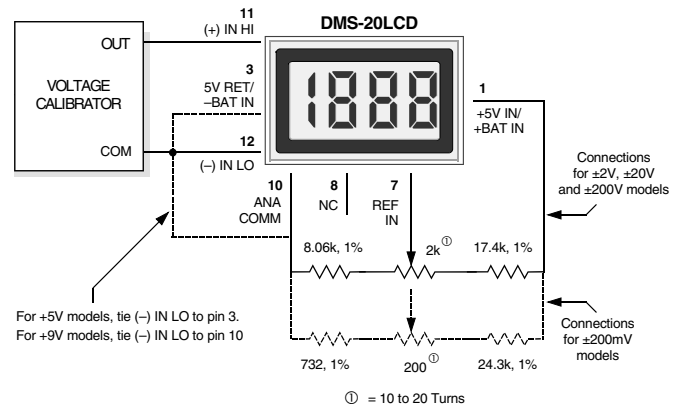 DMS-20LCD
11
(+) IN HI
OUT
VOLTAGE
CALIBRATOR
COM
3
5V RET/
–BAT IN
12
(–) IN LO
1888
1
+5V IN/
+BAT IN
10
ANA
COMM
8
NC
7
REF
IN
Connections
for ±2V, ±20V
and ±200V models
8.06k, 1%
2k①
17.4k, 1%
For +5V models, tie (–) IN LO to pin 3.
For +9V models, tie (–) IN LO to pin 10
Connections
for ±200mV
models
732, 1%
200①
24.3k, 1%
① = 10 to 20 Turns